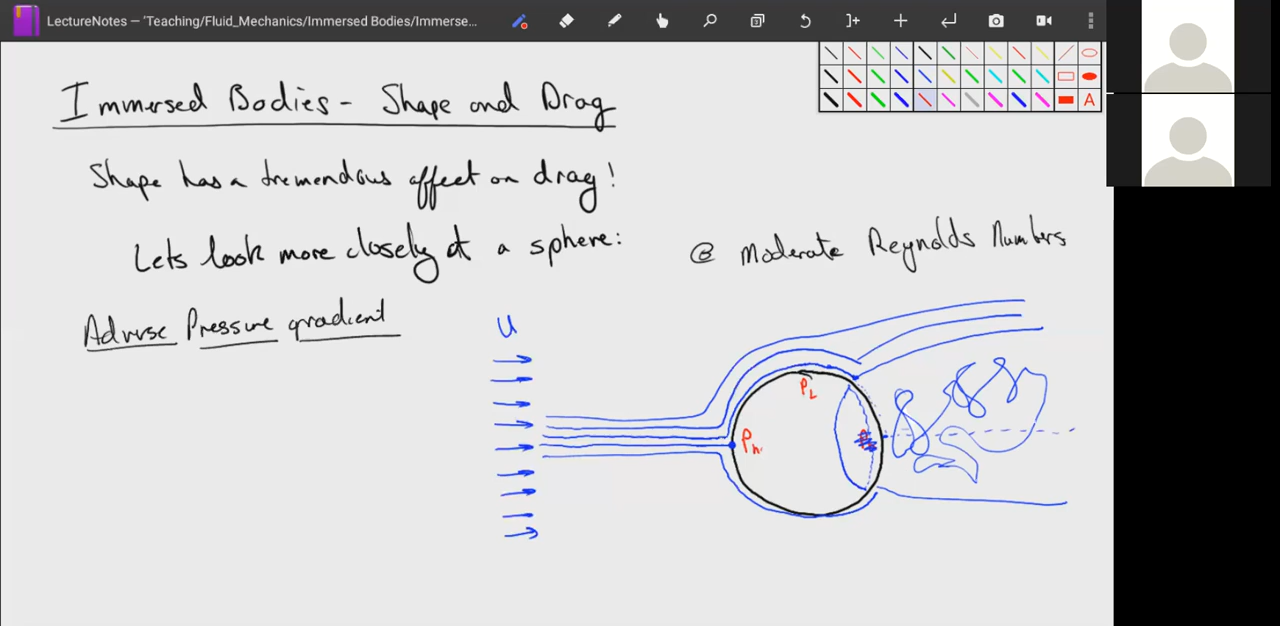 LectureNotes — 'Teaching/Fluid_Mechanics/Immersed Bodies/Immerse...
A
Immersed Bodies - Shape and Drag
Shape has a tremendous affect on drag!
Lets look more closely at a sphere:
@ Moderate Reynolds Numbers
Adverse Pressure gradient
U
PL
Ph